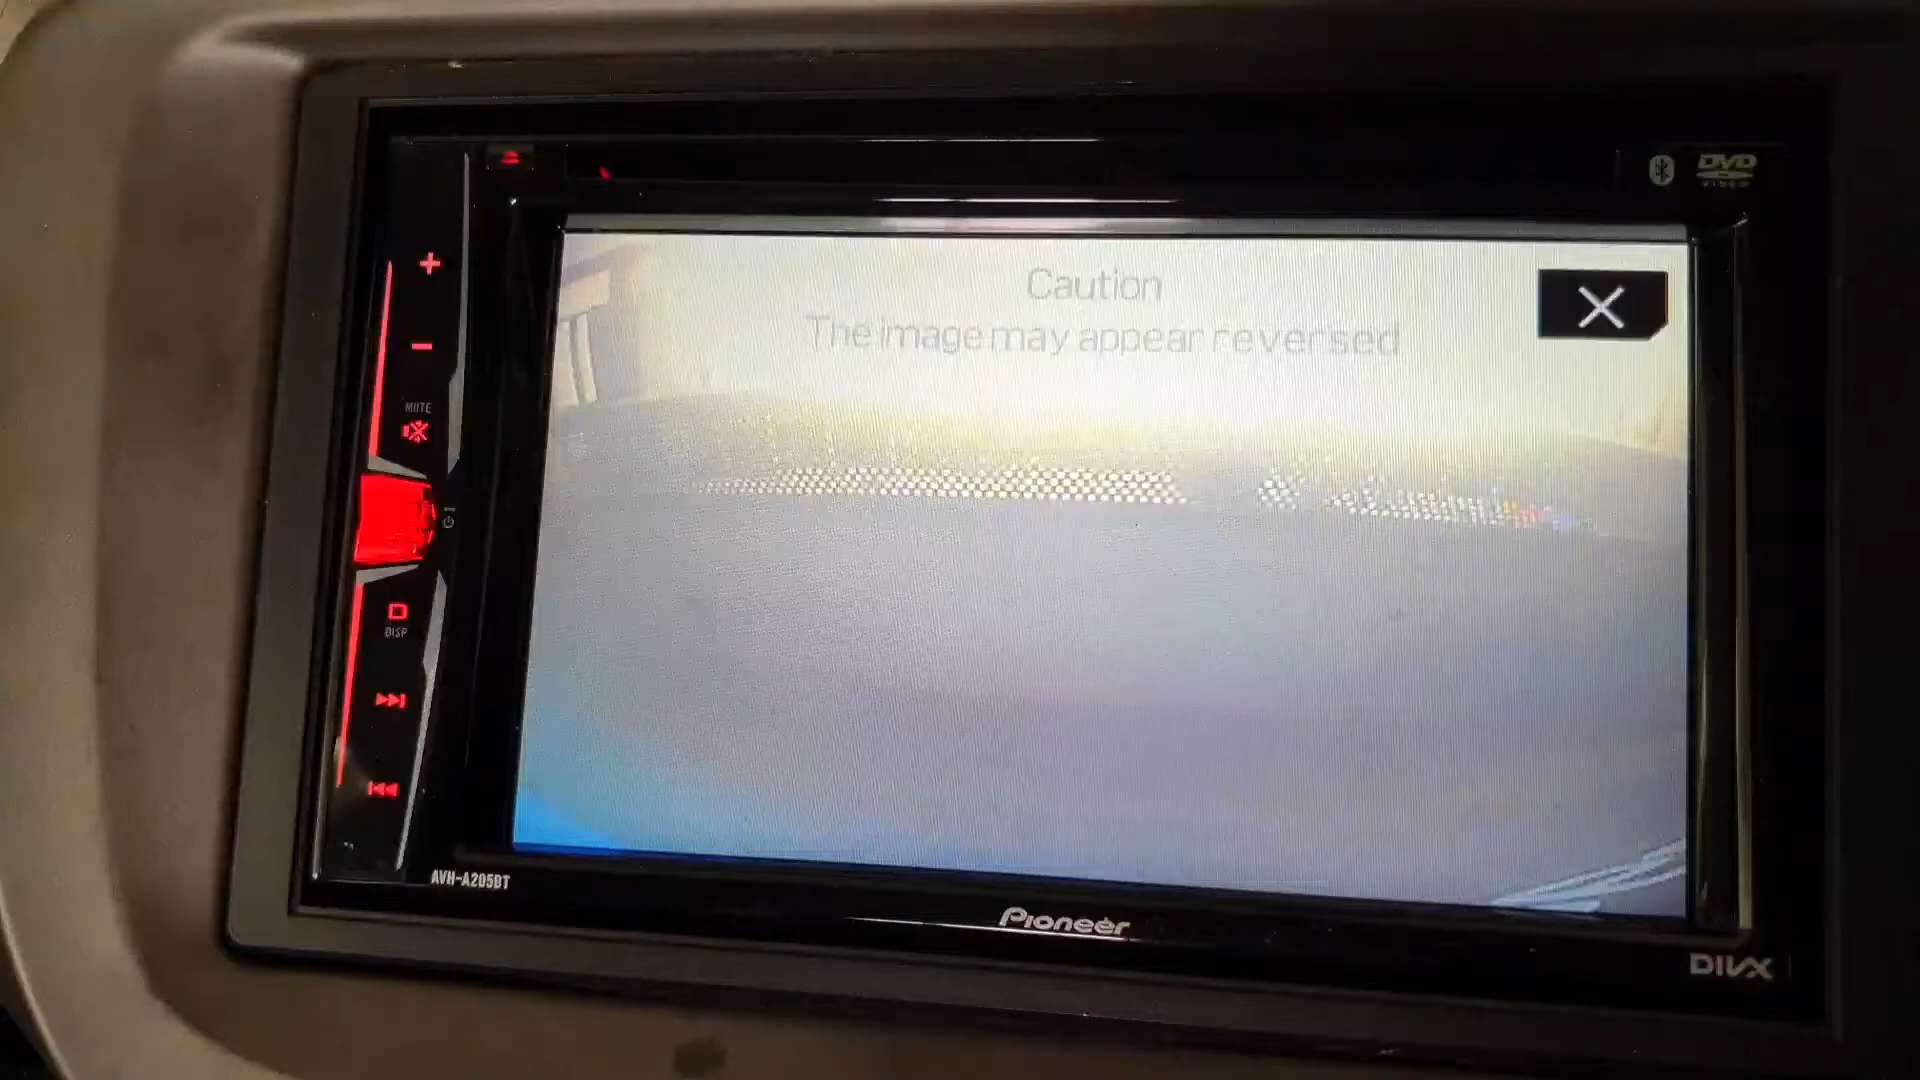 DVD
VIDEO
Caution
The image may appear reversed
MUTE
DISP
AVH-A205BT
Pioneer
DIVX